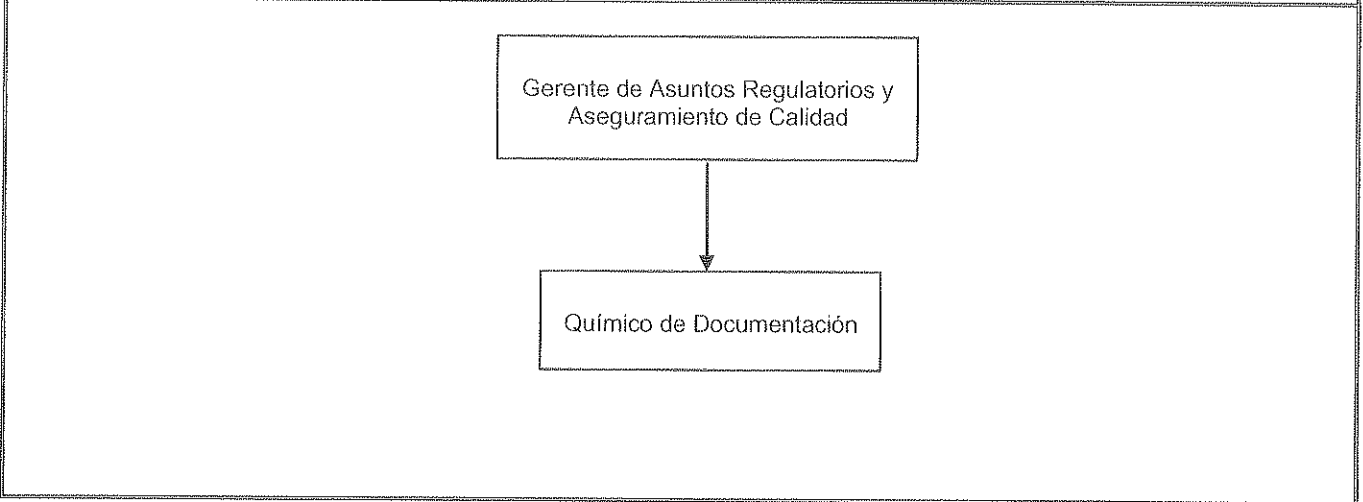 Gerente de Asuntos Regulatorios y
Aseguramiento de Calidad
Químico de Documentación